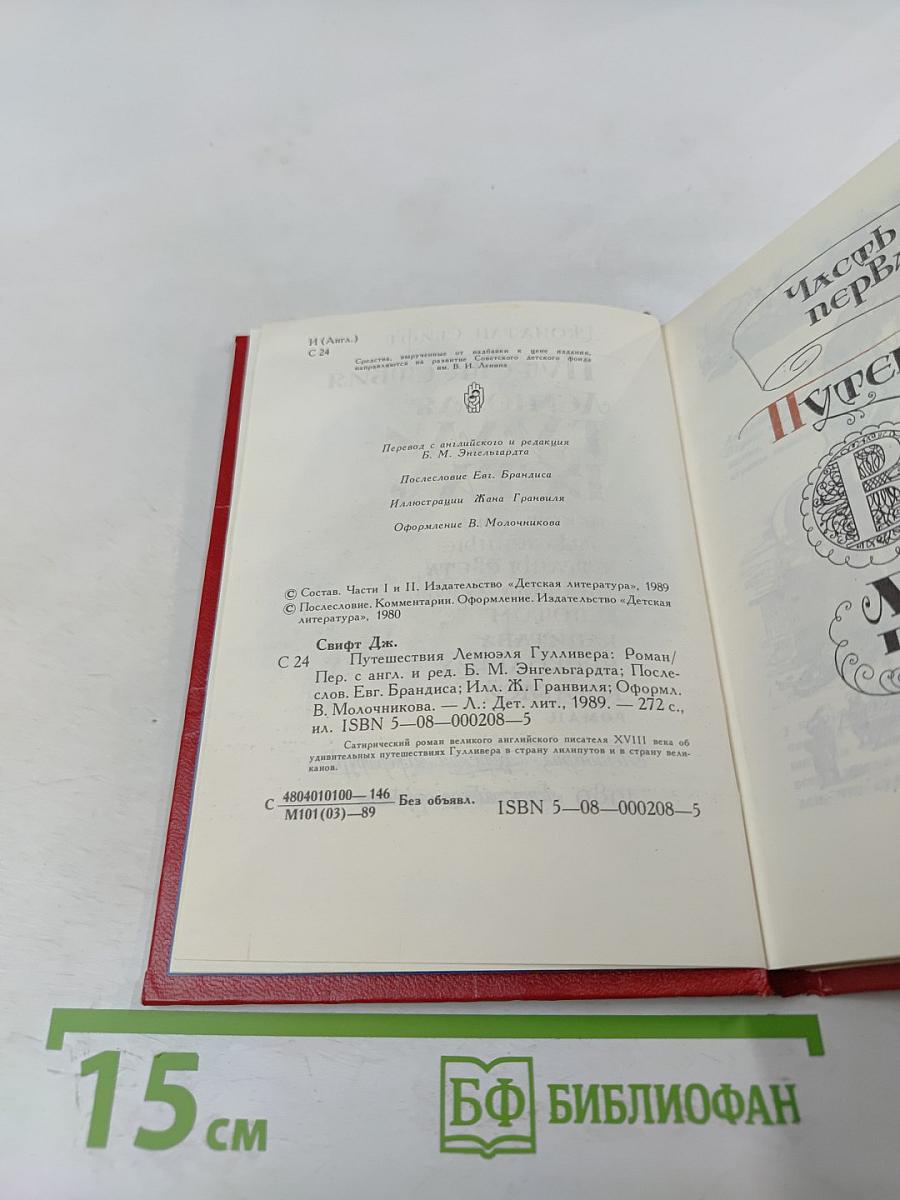 И (Англ.)
С 24
Средства, вырученные от надбавки к цене издания,
направляются на развитие Советского детского фонда
им. В. И. Ленина
Перевод с английского и редакция
Б. М. Энгельгардта
Послесловие Евг. Брандиса
Иллюстрации Жана Гранвиля
Оформление В. Молочникова
© Состав. Части I и II. Издательство «Детская литература», 1989
© Послесловие. Комментарии. Оформление. Издательство «Детская
литература», 1980
Свифт Дж.
С 24 Путешествия Лемюэля Гулливера: Роман/
Пер. с англ. и ред. Б. М. Энгельгардта; После-
слов. Евг. Брандиса; Илл. Ж. Гранвиля; Оформл.
В. Молочникова. — Л.: Дет. лит., 1989. — 272 с.,
ил. ISBN 5—08—000208—5
Сатирический роман великого английского писателя XVIII века об
удивительных путешествиях Гулливера в страну лилипутов и в страну вели-
канов.
С 4804010100—146 Без объявл.
М101(03)—89
ISBN 5—08—000208—5
Часть
перва
Путе
15 см
БФ БИБЛИОФАН